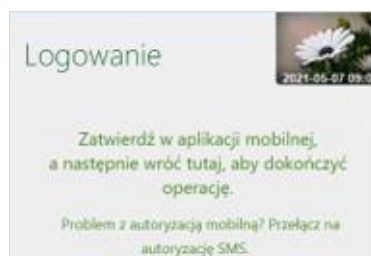 Logowanie
2021-05-07 09:0
Zatwierdź w aplikacji mobilnej,
a następnie wróć tutaj, aby dokończyć
operację.
Problem z autoryzacją mobilną? Przełącz na
autoryzację SMS.